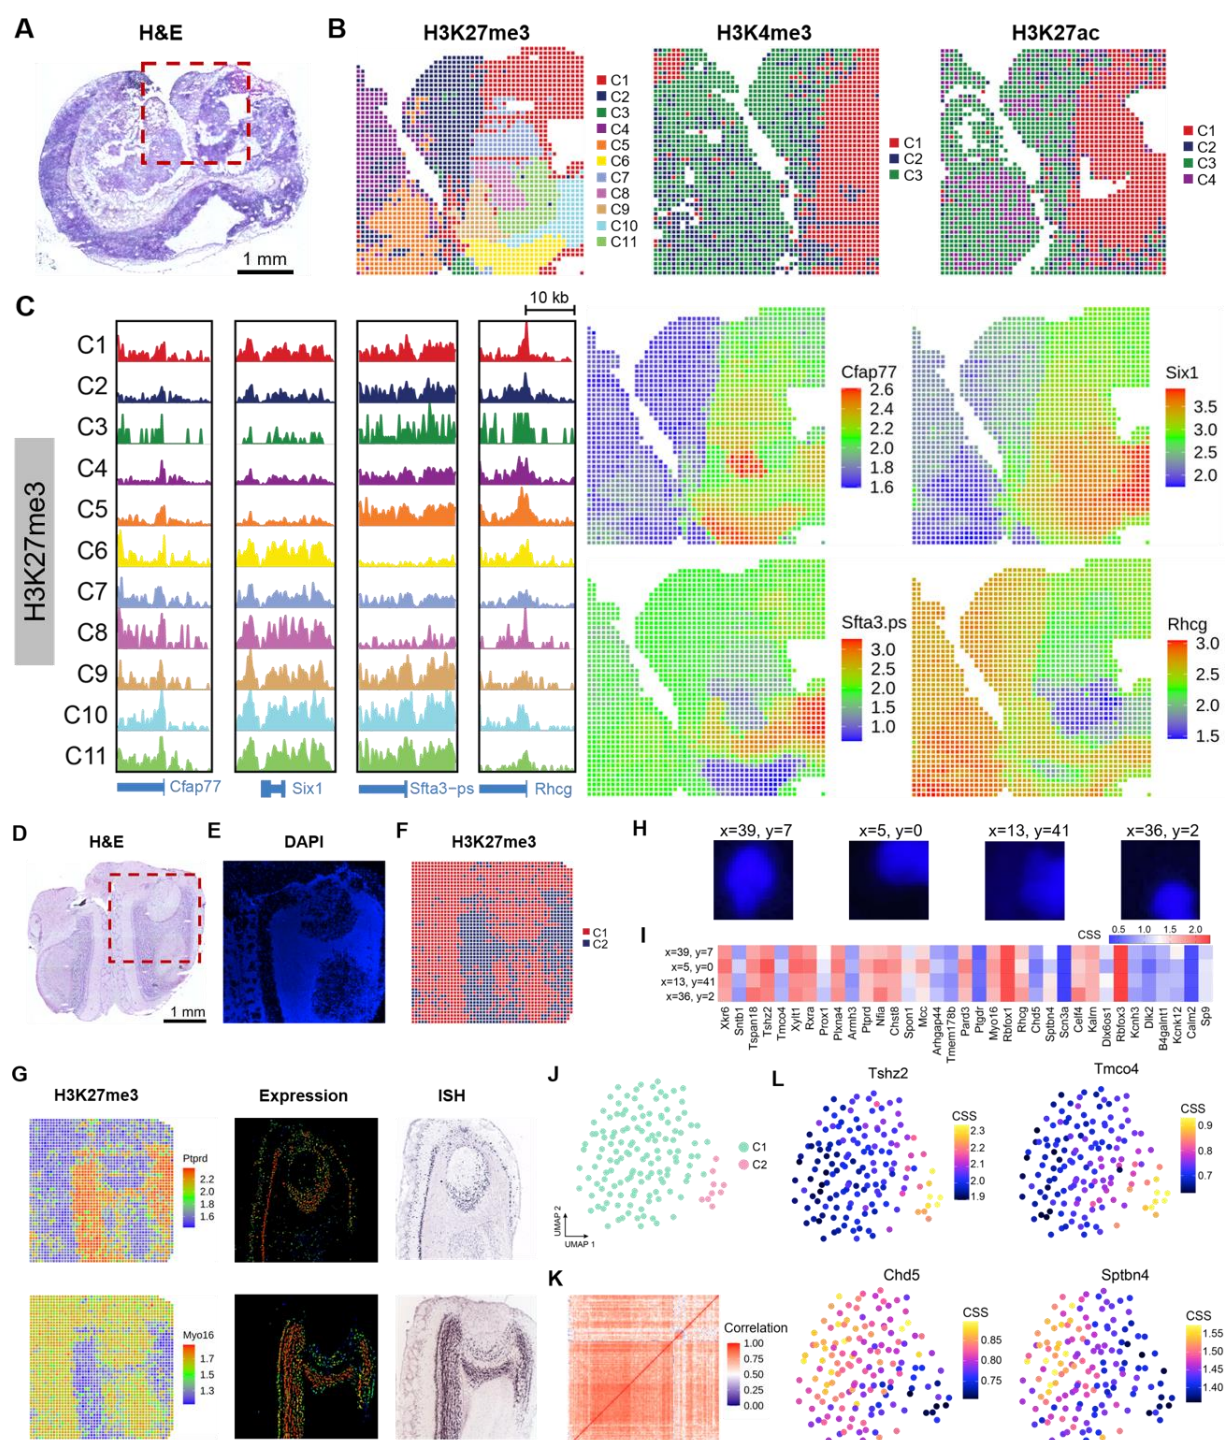 A
H&E
1 mm
B
H3K27me3
C1
C2
C3
C4
C5
C6
C7
C8
C9
C10
C11
H3K4me3
C1
C2
C3
H3K27ac
C1
C2
C3
C4
C
10 kb
H3K27me3
C1
C2
C3
C4
C5
C6
C7
C8
C9
C10
C11
Cfap77
Six1
Sfta3-ps
Rhcg
Cfap77
2.6
2.4
2.2
2.0
1.8
1.6
Six1
3.5
3.0
2.5
2.0
Sfta3.ps
3.0
2.5
2.0
1.5
1.0
Rhcg
3.0
2.5
2.0
1.5
D
H&E
1 mm
E
DAPI
F
H3K27me3
C1
C2
G
H3K27me3
Expression
ISH
Ptprd
2.2
2.0
1.8
1.6
Myo16
1.7
1.5
1.3
H
x=39, y=7
x=5, y=0
x=13, y=41
x=36, y=2
I
CSS
0.5 1.0 1.5 2.0
x=39, y=7
x=5, y=0
x=13, y=41
x=36, y=2
Xkr6
Sntb1
Tspan18
Tshz2
Tmco4
Xylt1
Rxra
Prox1
Plxna4
Armh3
Ptprd
Nfia
Chst8
Spon1
Mcc
Arhgap44
Tmem178b
Pard3
Ptgdr
Myo16
Rbfox1
Rhcg
Chd5
Sptbn4
Scn3a
Celf4
Kalrn
Dlx6os1
Rbfox3
Kcnh3
Dlk2
B4galnt1
Kcnk12
Calm2
Sp9
J
C1
C2
UMAP 2
UMAP 1
K
Correlation
1.00
0.75
0.50
0.25
0.00
L
Tshz2
CSS
2.3
2.2
2.1
2.0
1.9
Tmco4
CSS
0.9
0.8
0.7
Chd5
CSS
0.85
0.80
0.75
Sptbn4
CSS
1.55
1.50
1.45
1.40